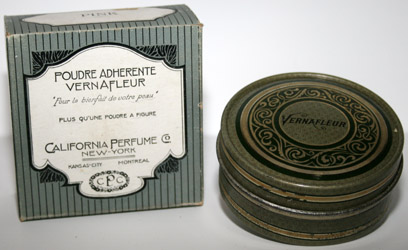 PINK
POUDRE ADHERENTE
VERNAFLEUR
"Pour le bienfait de votre peau"
PLUS QU'UNE POUDRE A FIGURE
CALIFORNIA PERFUME CO
NEW-YORK
KANSAS-CITY MONTREAL
CPC
VERNAFLEUR